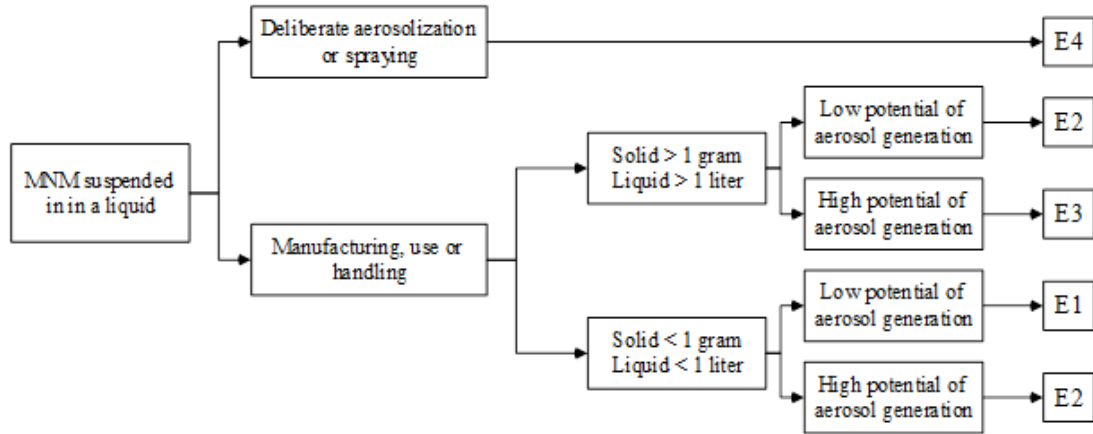 MNM suspended
in in a liquid
Deliberate aerosolization
or spraying
E4
Manufacturing, use or
handling
Solid > 1 gram
Liquid > 1 liter
Low potential of
aerosol generation
E2
High potential of
aerosol generation
E3
Solid < 1 gram
Liquid < 1 liter
Low potential of
aerosol generation
E1
High potential of
aerosol generation
E2